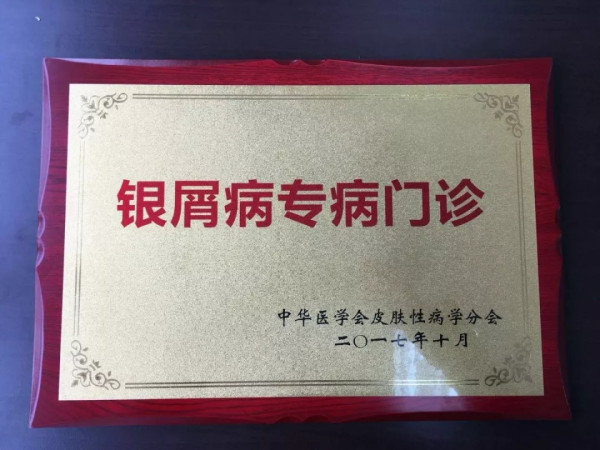 银屑病专病门诊
中华医学会皮肤性病学分会
二〇一七年十月